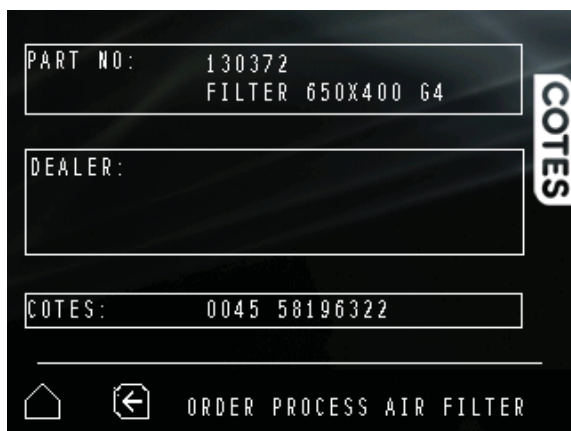 PART NO: 130372
FILTER 650X400 G4
COTES
DEALER:
COTES: 0045 58196322
ORDER PROCESS AIR FILTER